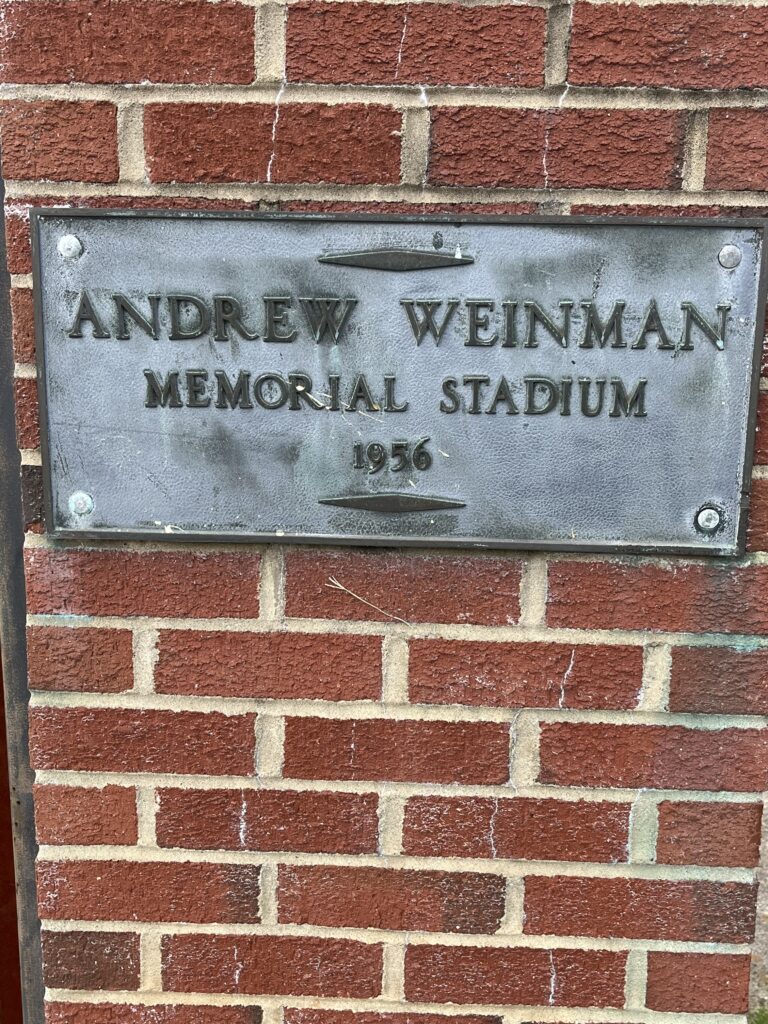 ANDREW WEINMAN
MEMORIAL STADIUM
1956